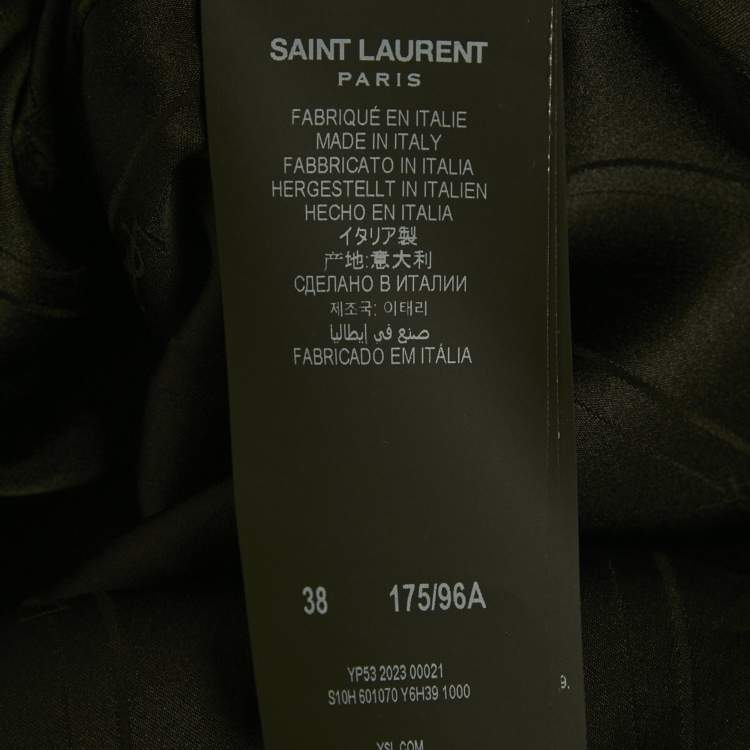 SAINT LAURENT
PARIS
FABRIQUÉ EN ITALIE
MADE IN ITALY
FABBRICATO IN ITALIA
HERGESTELLT IN ITALIEN
HECHO EN ITALIA
イタリア製
产地:意大利
СДЕЛАНО В ИТАЛИИ
제조국: 이태리
صنع في إيطاليا
FABRICADO EM ITÁLIA
38 175/96A
YP53 2023 00021
S10H 601070 Y6H39 1000
9.
YSL.COM